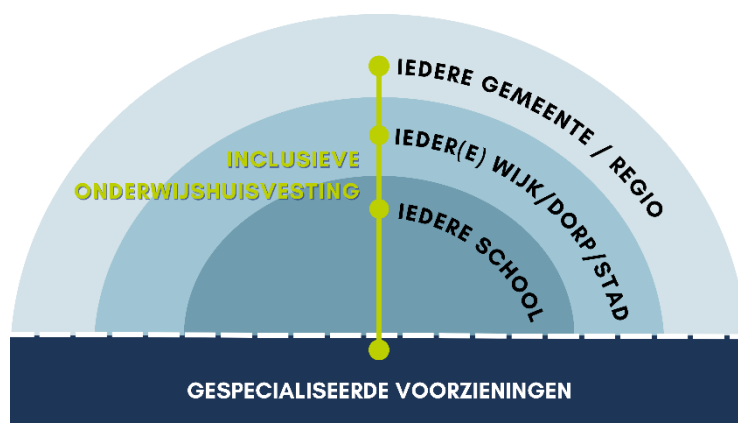 IEDERE GEMEENTE / REGIO
IEDER(E) WIJK/DORP/STAD
INCLUSIEVE
ONDERWIJSHUISVESTING
IEDERE SCHOOL
GESPECIALISEERDE VOORZIENINGEN